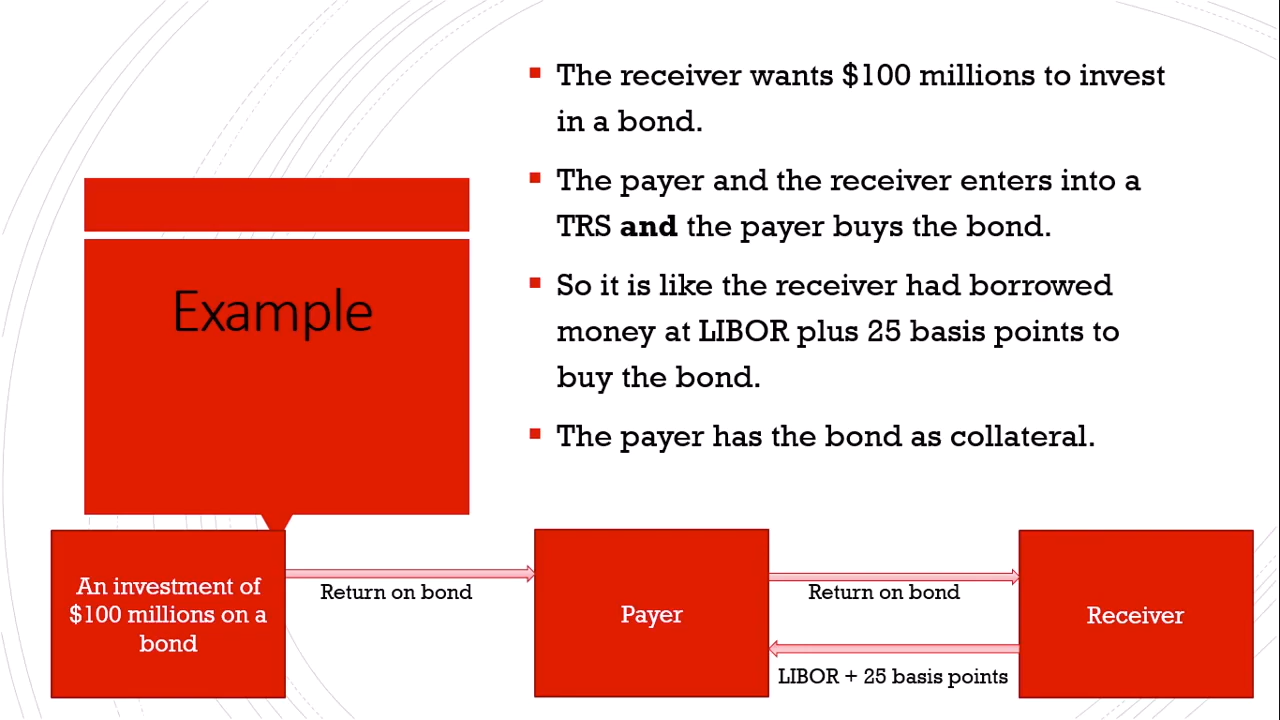 Example
The receiver wants $100 millions to invest
in a bond.
The payer and the receiver enters into a
TRS and the payer buys the bond.
So it is like the receiver had borrowed
money at LIBOR plus 25 basis points to
buy the bond.
The payer has the bond as collateral.
An investment of
$100 millions on a
bond
Return on bond
Payer
Return on bond
LIBOR + 25 basis points
Receiver